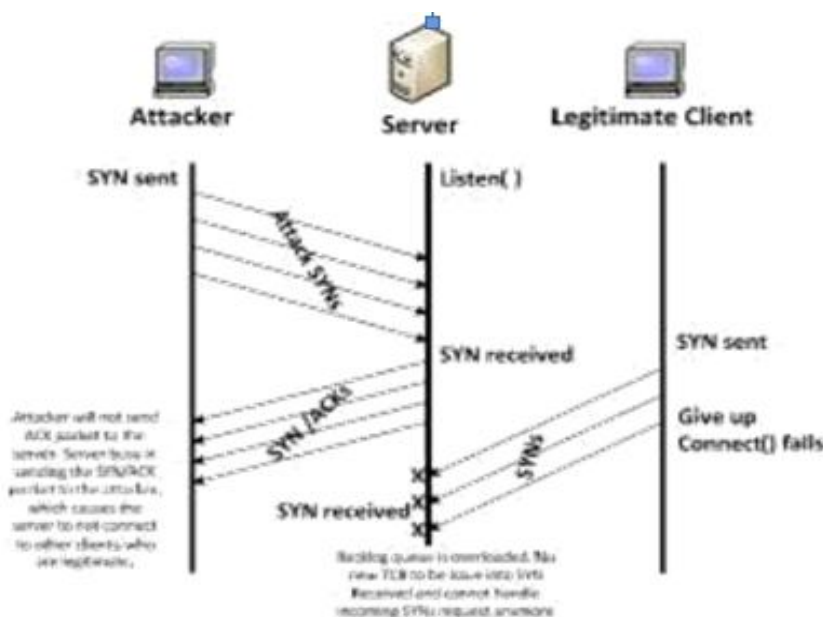 Attacker
Server
Legitimate Client
SYN sent
Listen( )
Attack SYNs
SYN received
SYN sent
SYN /ACKs
Attacker will not send
ACK packet to the
server. Server busy in
sending the SYN/ACK
packet to the attacker,
which causes the
server to not connect
to other clients who
are legitimate.
SYNs
Give up
Connect() fails
X
SYN received
X
X
Backlog queue is overloaded. No
new TCB to be issue into SYN
Received and cannot handle
incoming SYNs request anymore